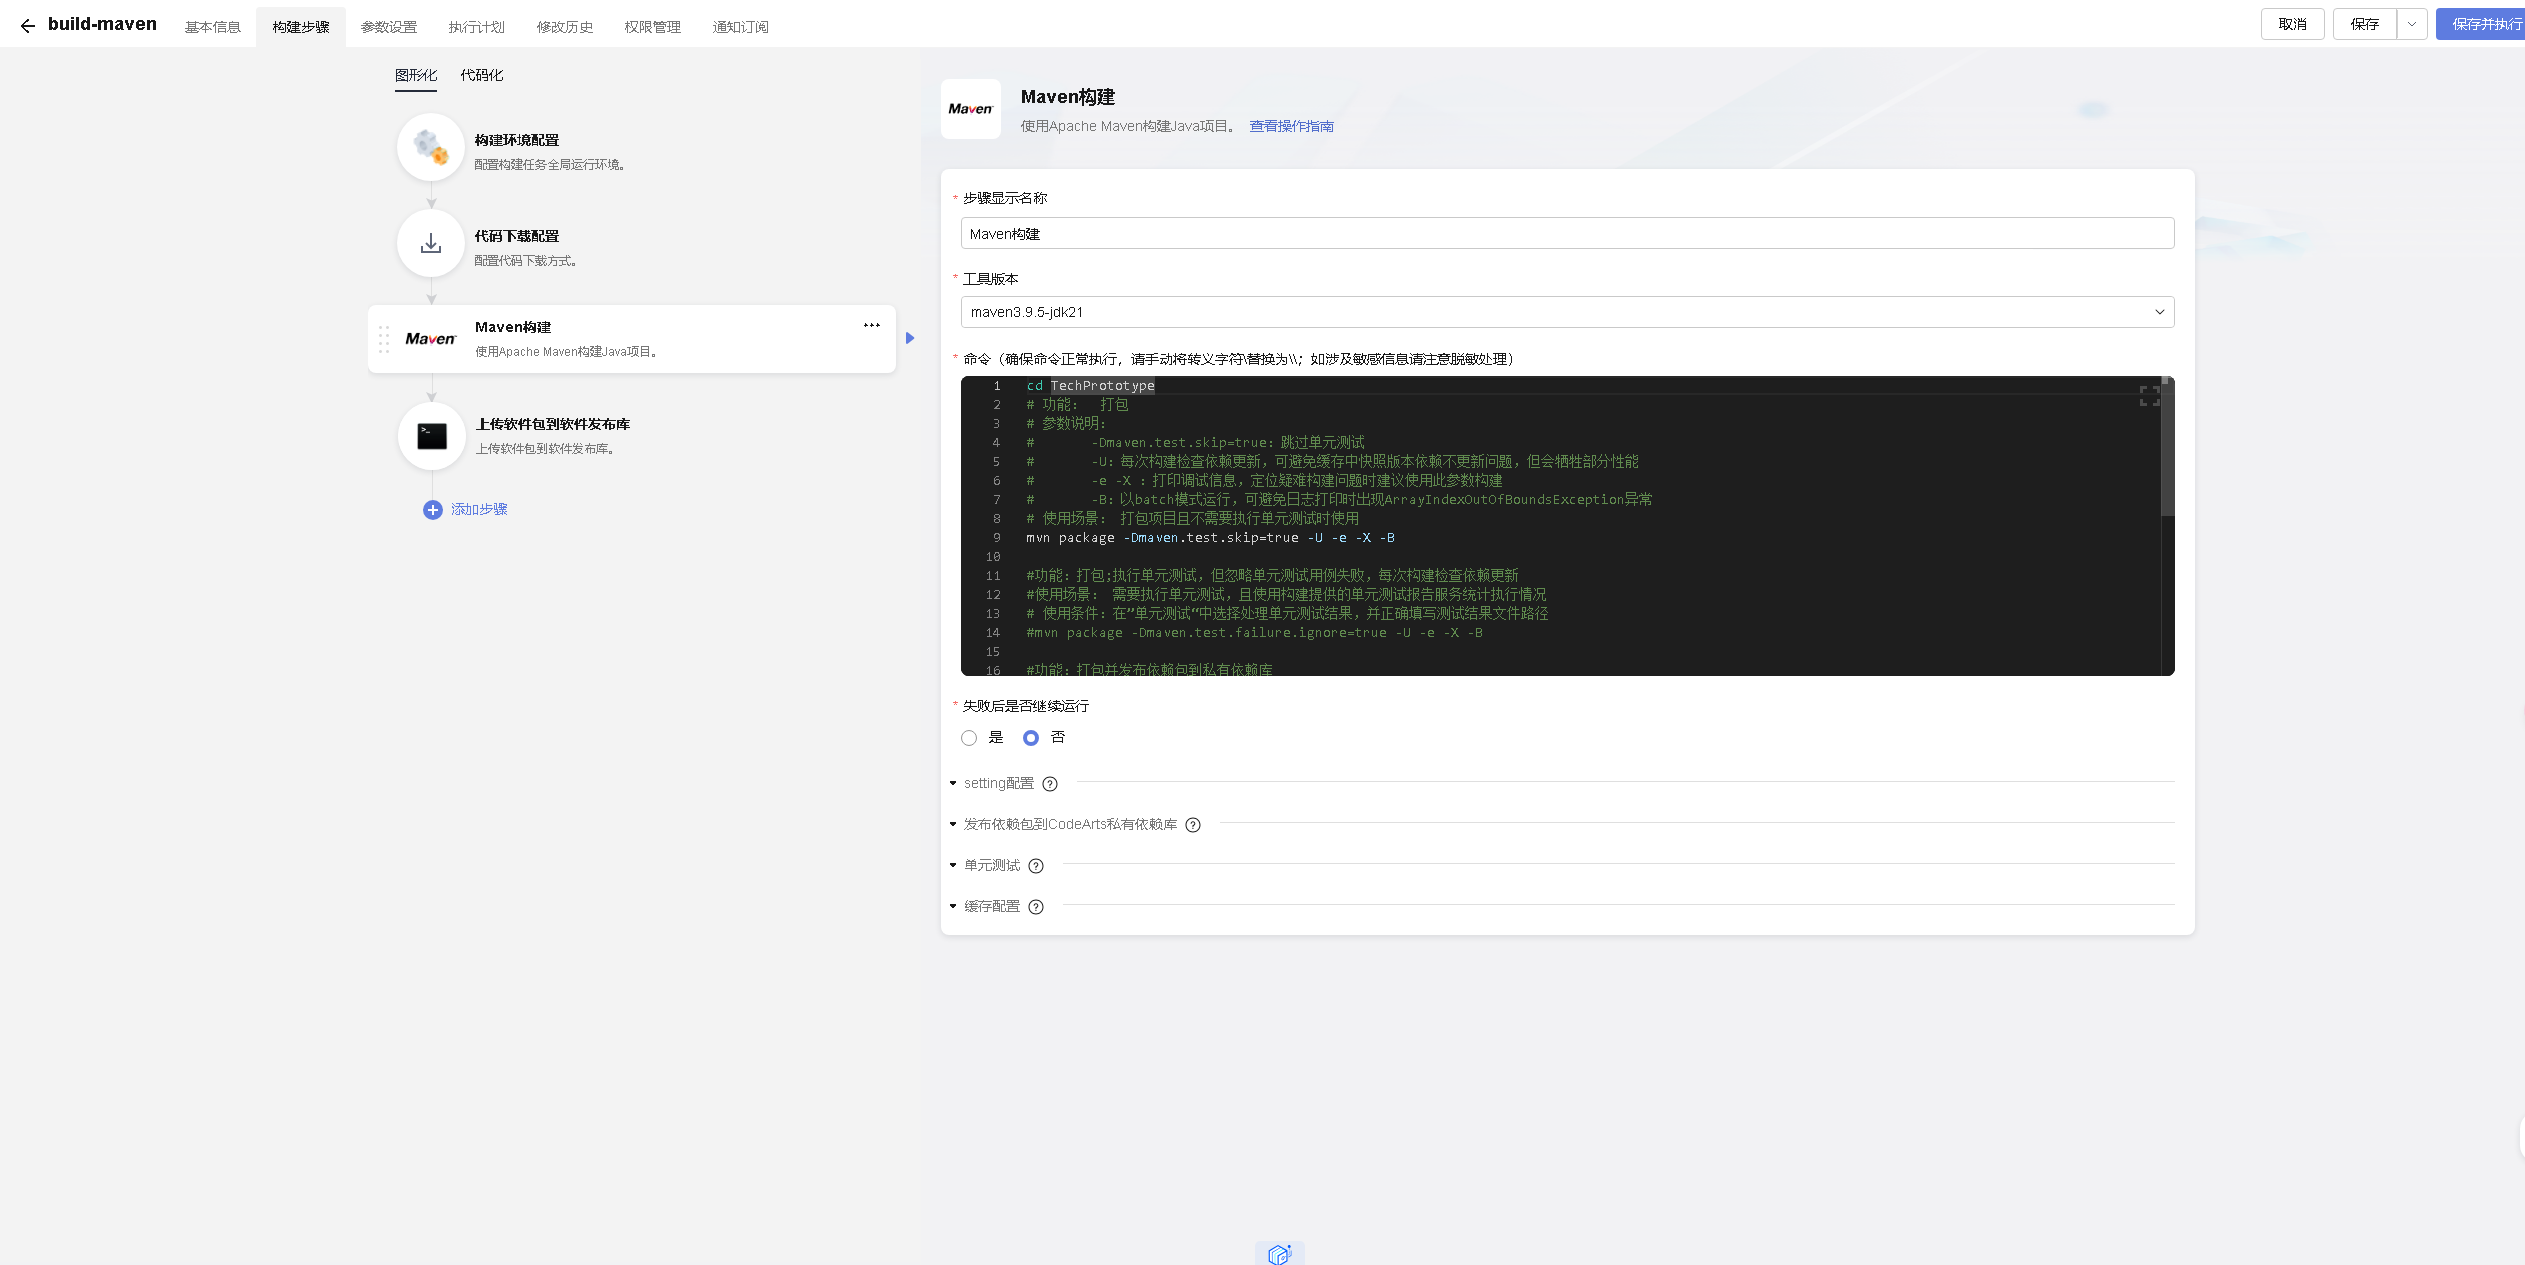 build-maven 基本信息 构建步骤 参数设置 执行计划 修改历史 权限管理 通知订阅 取消 保存 保存并执行
图形化 代码化
构建环境配置
配置构建任务全局运行环境。
代码下载配置
配置代码下载方式。
Maven
Maven构建
使用Apache Maven构建Java项目。
上传软件包到软件发布库
上传软件包到软件发布库。
添加步骤
Maven
Maven构建
使用Apache Maven构建Java项目。 查看操作指南
* 步骤显示名称
Maven构建
* 工具版本
maven3.9.5-jdk21
* 命令（确保命令正常执行，请手动将转义字符\替换为\\；如涉及敏感信息请注意脱敏处理）
1 cd TechPrototype
2 # 功能： 打包
3 # 参数说明：
4 # -Dmaven.test.skip=true：跳过单元测试
5 # -U：每次构建检查依赖更新，可避免缓存中快照版本依赖不更新问题，但会牺牲部分性能
6 # -e -X ：打印调试信息，定位疑难构建问题时建议使用此参数构建
7 # -B：以batch模式运行，可避免日志打印时出现ArrayIndexOutOfBoundsException异常
8 # 使用场景： 打包项目且不需要执行单元测试时使用
9 mvn package -Dmaven.test.skip=true -U -e -X -B
10
11 #功能：打包;执行单元测试，但忽略单元测试用例失败，每次构建检查依赖更新
12 #使用场景： 需要执行单元测试，且使用构建提供的单元测试报告服务统计执行情况
13 # 使用条件：在”单元测试“中选择处理单元测试结果，并正确填写测试结果文件路径
14 #mvn package -Dmaven.test.failure.ignore=true -U -e -X -B
15
16 #功能：打包并发布依赖包到私有依赖库
* 失败后是否继续运行
是 否
setting配置
发布依赖包到CodeArts私有依赖库
单元测试
缓存配置